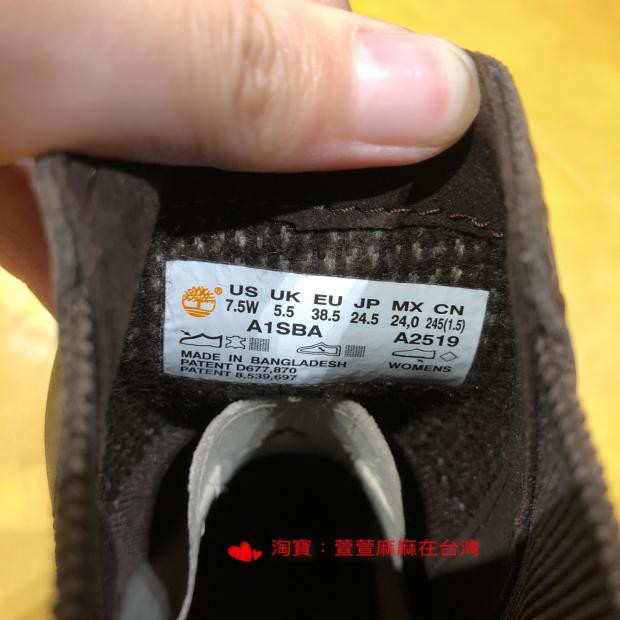 US UK EU JP MX CN
7.5W 5.5 38.5 24.5 24,0 245(1.5)
A1SBA A2519
MADE IN BANGLADESH
PATENT D677,870
PATENT 8,539,697
WOMENS
®
淘寶：萱萱麻麻在台灣